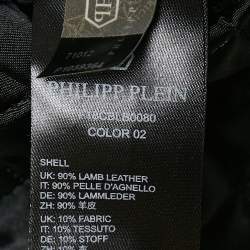 PHILIPP PLEIN
COLOR 02
SHELL
UK: 90% LAMB LEATHER
IT: 90% PELLE D'AGNELLO
DE: 90% LAMMLEDER
ZH: 90% 羊皮
UK: 10% FABRIC
IT: 10% TESSUTO
DE: 10% STOFF